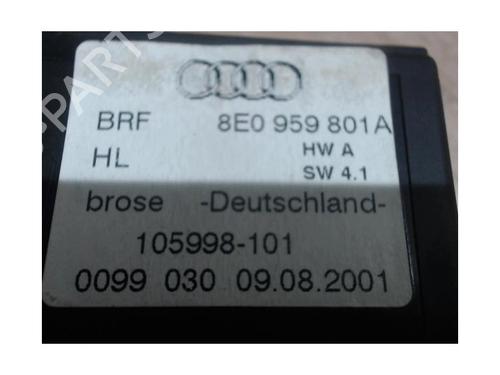 BRF 8E0 959 801A
HL HW A
SW 4.1
brose -Deutschland-
105998-101
0099 030 09.08.2001